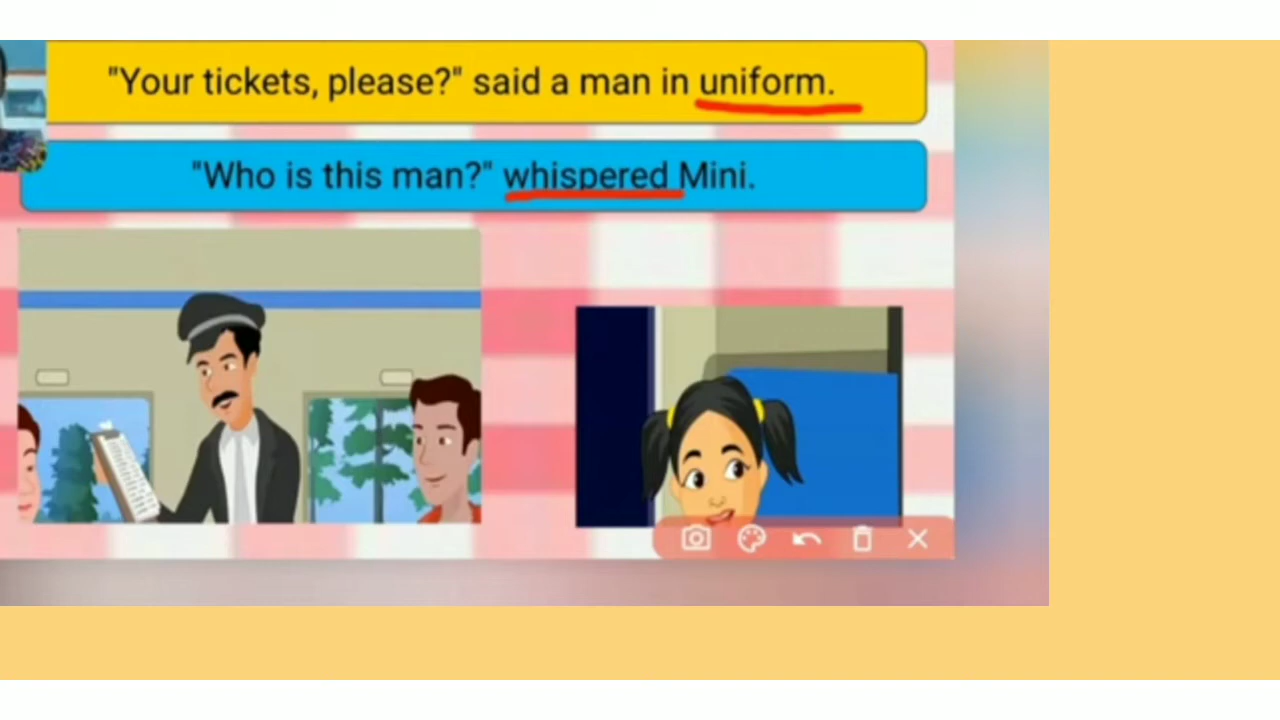 "Your tickets, please?" said a man in uniform.
"Who is this man?" whispered Mini.